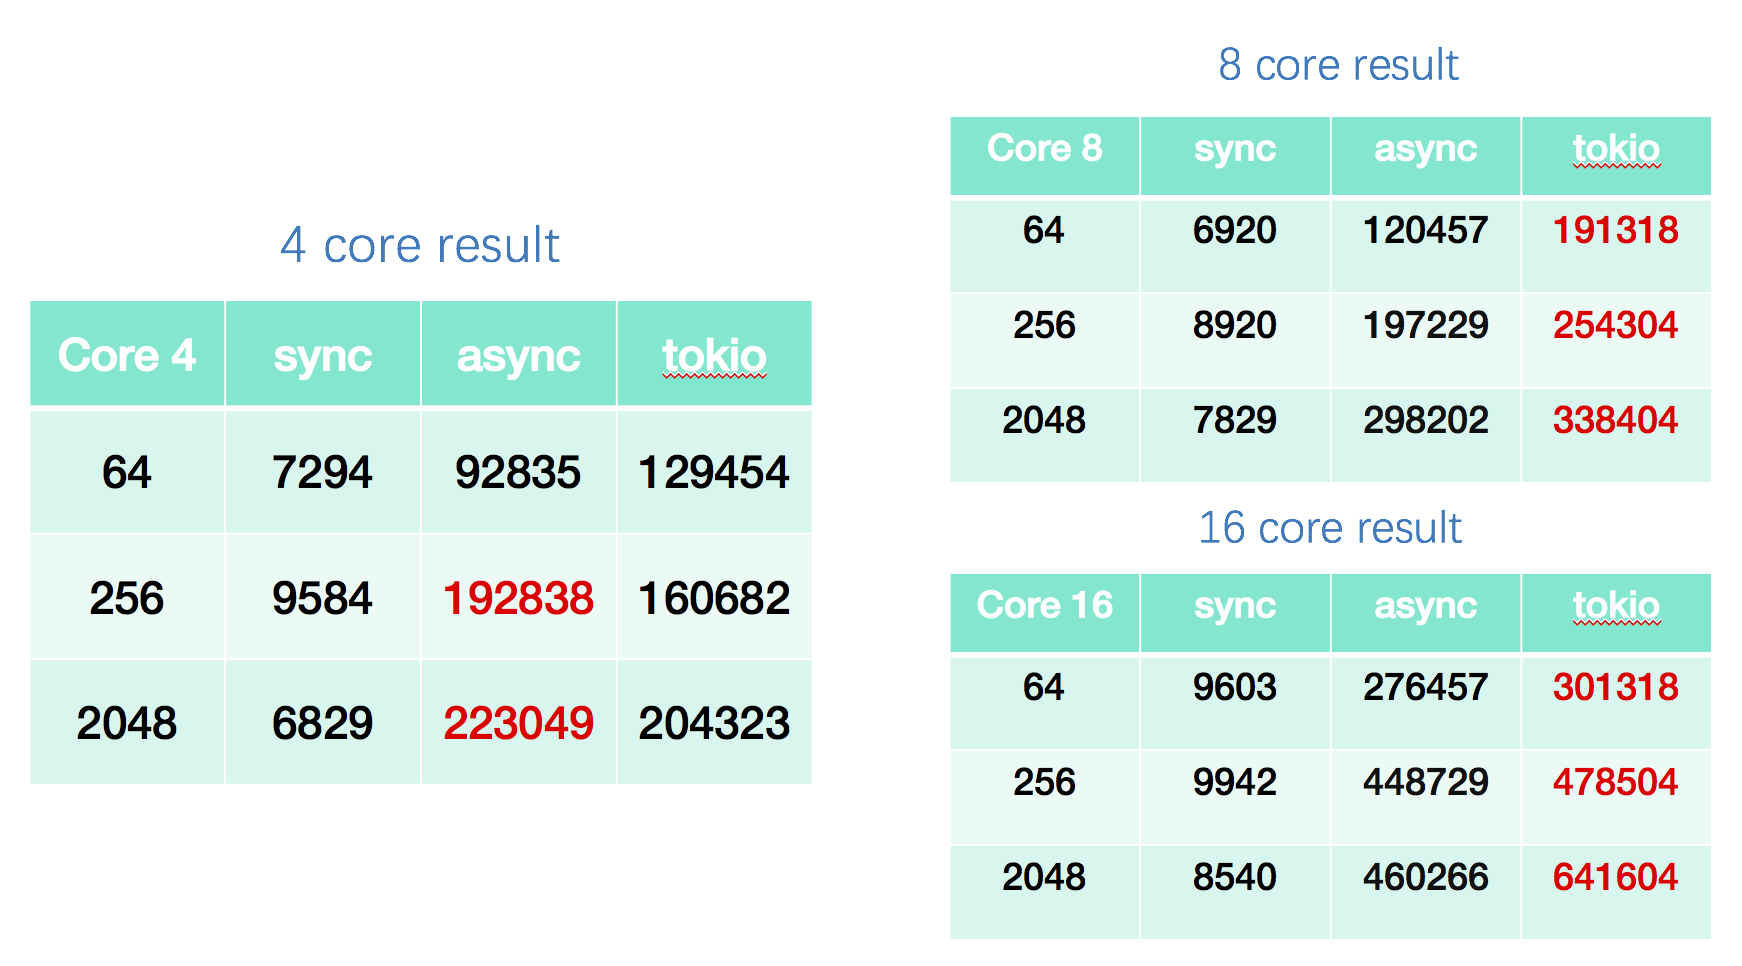 4 core result
Core 4 sync async tokio
64 7294 92835 129454
256 9584 192838 160682
2048 6829 223049 204323
8 core result
Core 8 sync async tokio
64 6920 120457 191318
256 8920 197229 254304
2048 7829 298202 338404
16 core result
Core 16 sync async tokio
64 9603 276457 301318
256 9942 448729 478504
2048 8540 460266 641604